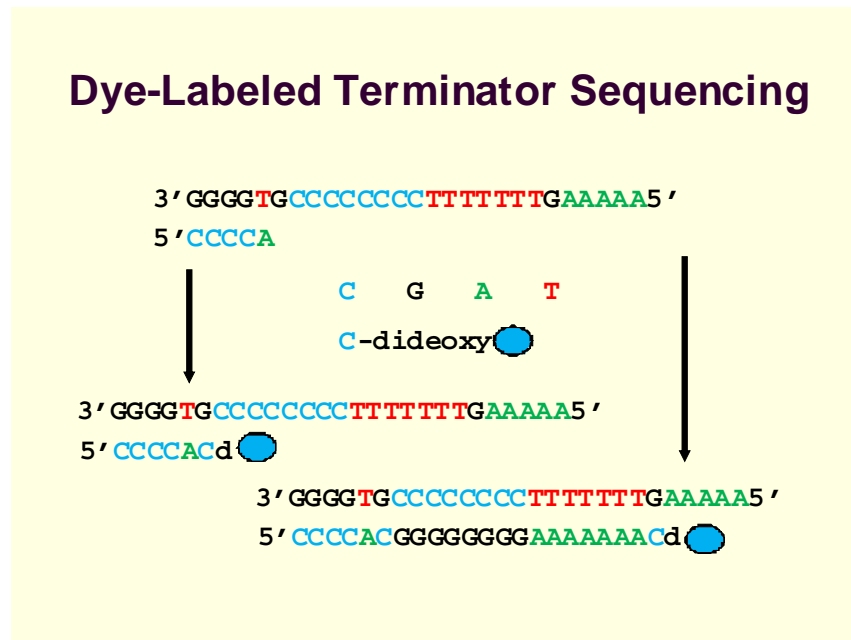 Dye-Labeled Terminator Sequencing
3’GGGGTGCCCCCCCCTTTTTTTGAAAAA5’
5’CCCCA
C G A T
C-dideoxy
3’GGGGTGCCCCCCCCTTTTTTTGAAAAA5’
5’CCCCACd
3’GGGGTGCCCCCCCCTTTTTTTGAAAAA5’
5’CCCCACGGGGGGGGAAAAAAACd